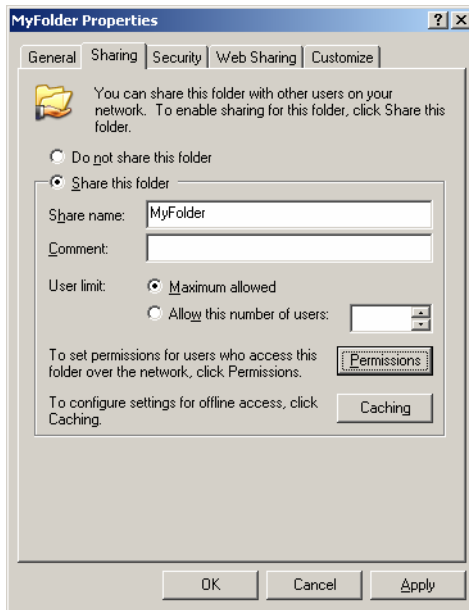 MyFolder Properties
General Sharing Security Web Sharing Customize
You can share this folder with other users on your
network. To enable sharing for this folder, click Share this
folder.
Do not share this folder
Share this folder
Share name: MyFolder
Comment:
User limit: Maximum allowed
Allow this number of users:
To set permissions for users who access this
folder over the network, click Permissions.
Permissions
To configure settings for offline access, click
Caching.
Caching
OK Cancel Apply